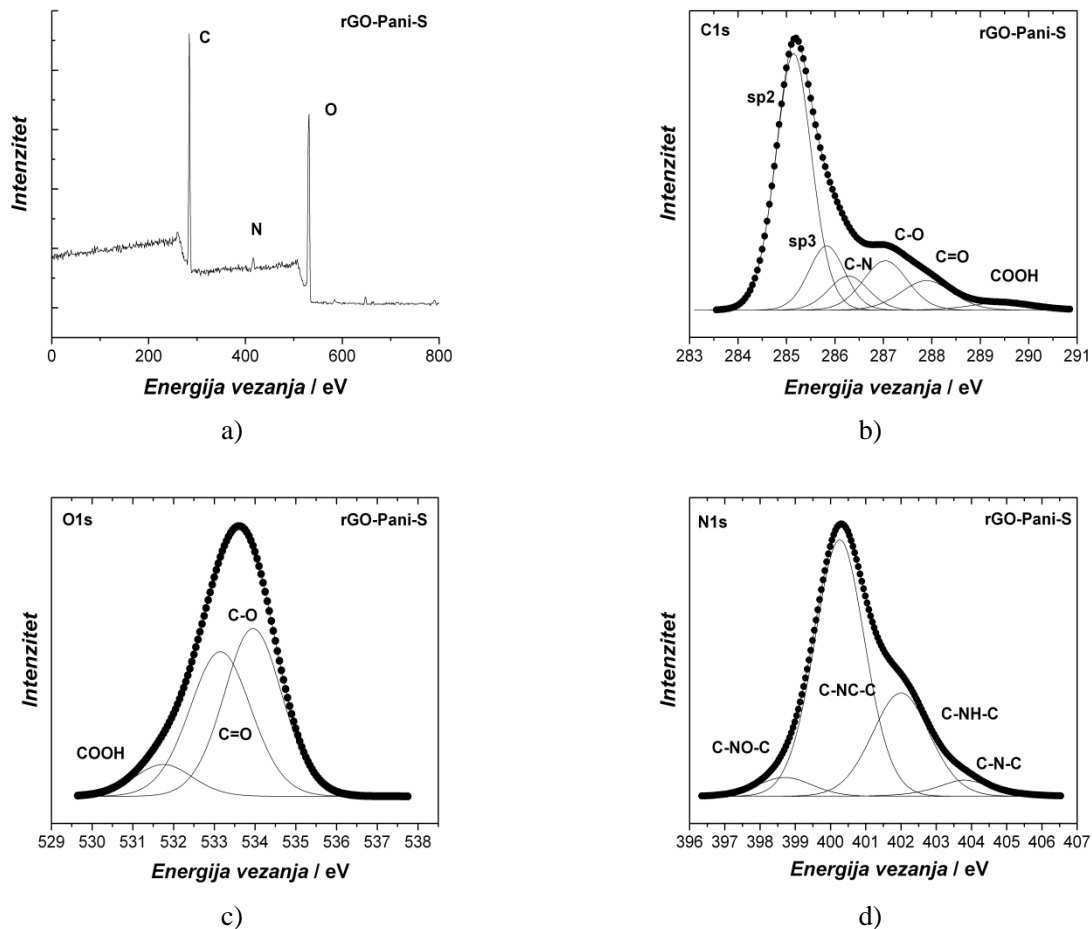 rGO-Pani-S
C
O
N
Intenzitet
0 200 400 600 800
Energija vezanja / eV
a)
C1s
rGO-Pani-S
sp2
sp3
C-N
C-O
C=O
COOH
Intenzitet
283 284 285 286 287 288 289 290 291
Energija vezanja / eV
b)
O1s
rGO-Pani-S
C-O
C=O
COOH
Intenzitet
529 530 531 532 533 534 535 536 537 538
Energija vezanja / eV
c)
N1s
rGO-Pani-S
C-NC-C
C-NH-C
C-NO-C
C-N-C
Intenzitet
396 397 398 399 400 401 402 403 404 405 406 407
Energija vezanja / eV
d)